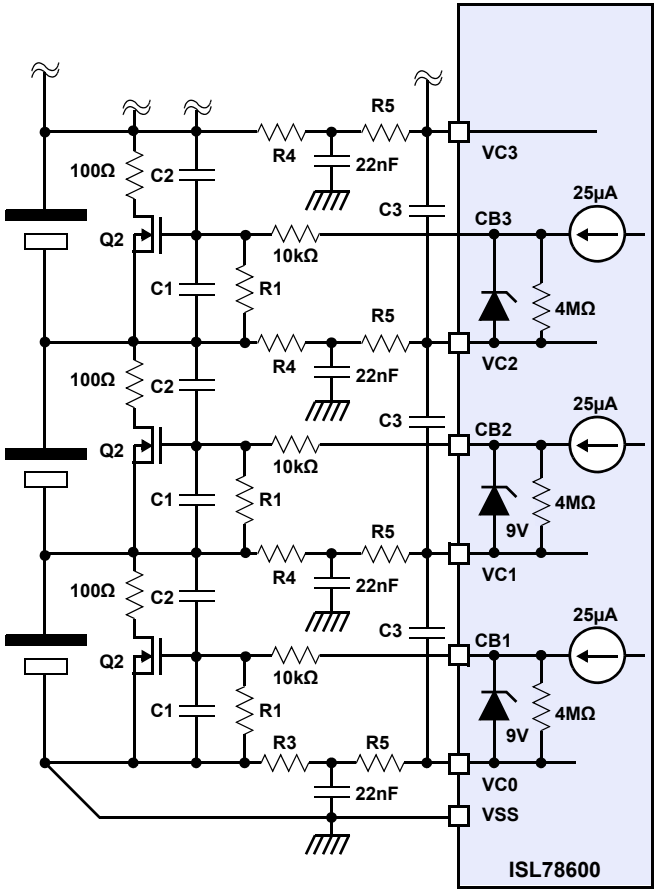 R5
R4
22nF
VC3
100Ω
C2
25µA
C3
CB3
Q2
10kΩ
C1
R1
4MΩ
R5
R4
22nF
VC2
100Ω
C2
25µA
C3
CB2
Q2
10kΩ
C1
R1
4MΩ
9V
R5
R4
22nF
VC1
100Ω
C2
25µA
C3
CB1
Q2
10kΩ
C1
R1
4MΩ
9V
R3
R5
22nF
VC0
VSS
ISL78600